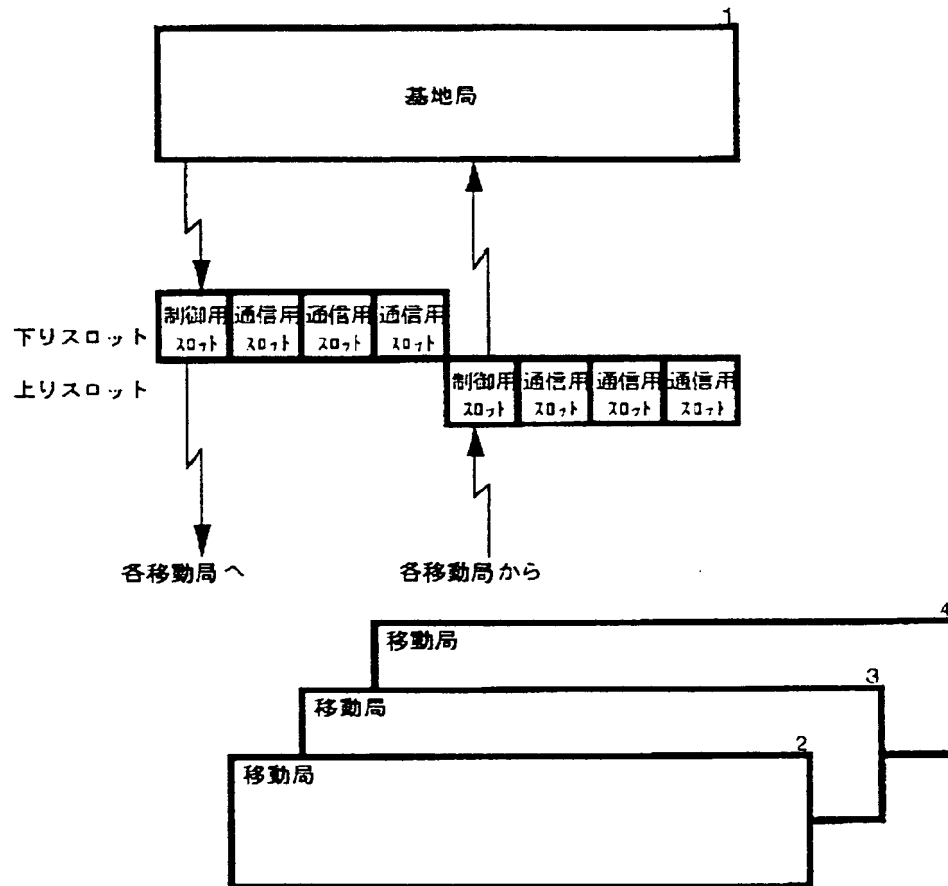 1
基地局
下りスロット
制御用 通信用 通信用 通信用
スロット スロット スロット スロット
上りスロット
制御用 通信用 通信用 通信用
スロット スロット スロット スロット
各移動局へ 各移動局から
4
移動局
3
移動局
2
移動局